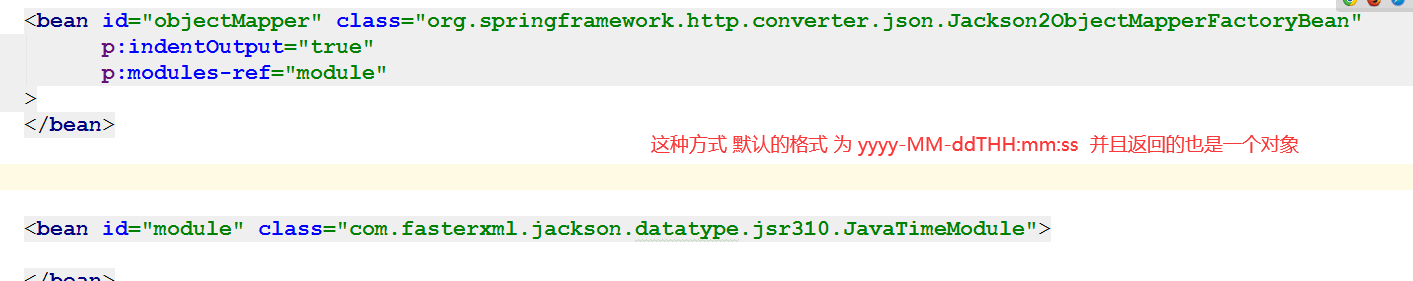 <bean id="objectMapper" class="org.springframework.http.converter.json.Jackson2ObjectMapperFactoryBean"
p:indentOutput="true"
p:modules-ref="module"
>
</bean>
这种方式 默认的格式 为 yyyy-MM-ddTHH:mm:ss 并且返回的也是一个对象
<bean id="module" class="com.fasterxml.jackson.datatype.jsr310.JavaTimeModule">
</bean>